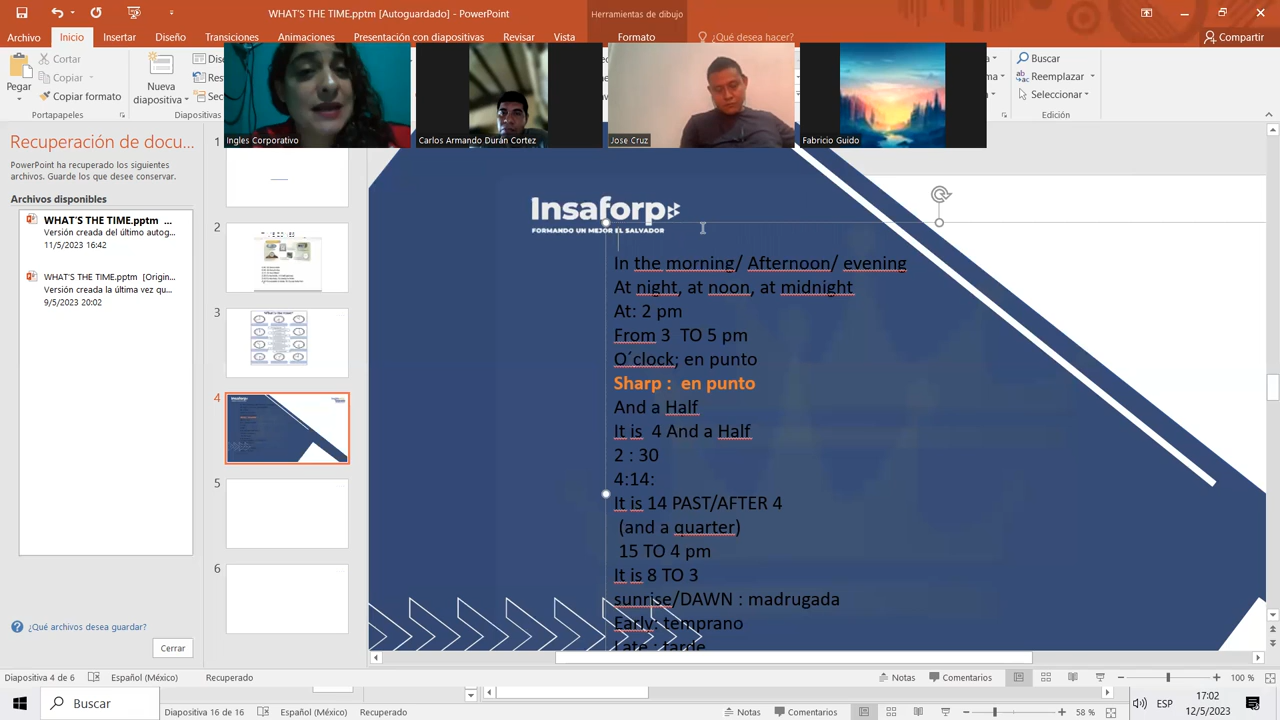 WHAT'S THE TIME.ppm [Autoguardado] - PowerPoint
Herramientas de dibujo
Archivo Inicio Insertar Diseño Transiciones Animaciones Presentación con diapositivas Revisar Vista Formato ¿Qué desea hacer? Compartir
Pegar
Cortar
Copiar
Copiar formato
Portapapeles
Nueva
diapositiva
Buscar
Reemplazar
Seleccionar
Edición
Ingles Corporativo
Carlos Armando Durán Cortez
Jose Cruz
Fabricio Guido
Recuperación de docu...
PowerPoint ha recuperado los siguientes
archivos. Guarde los que desee conservar.
Archivos disponibles
WHAT'S THE TIME.pptm ...
Versión creada del último autog...
11/5/2023 16:42
WHAT'S THE TIME.pptm [Origin...
Versión creada la última vez qu...
9/5/2023 20:02
¿Qué archivos desea guardar?
Cerrar
1
2
3
4
5
6
Insaforp
FORMANDO UN MEJOR EL SALVADOR
In the morning/ Afternoon/ evening
At night, at noon, at midnight
At: 2 pm
From 3 TO 5 pm
O´clock; en punto
Sharp : en punto
And a Half
It is 4 And a Half
2 : 30
4:14:
It is 14 PAST/AFTER 4
(and a quarter)
15 TO 4 pm
It is 8 TO 3
sunrise/DAWN : madrugada
Early: temprano
Late : tarde
Diapositiva 4 de 6 Español (México) Recuperado Notas Comentarios 100 %
Diapositiva 16 de 16 Español (México) Recuperado Notas Comentarios 58 %
Buscar
ESP
17:02
12/5/2023